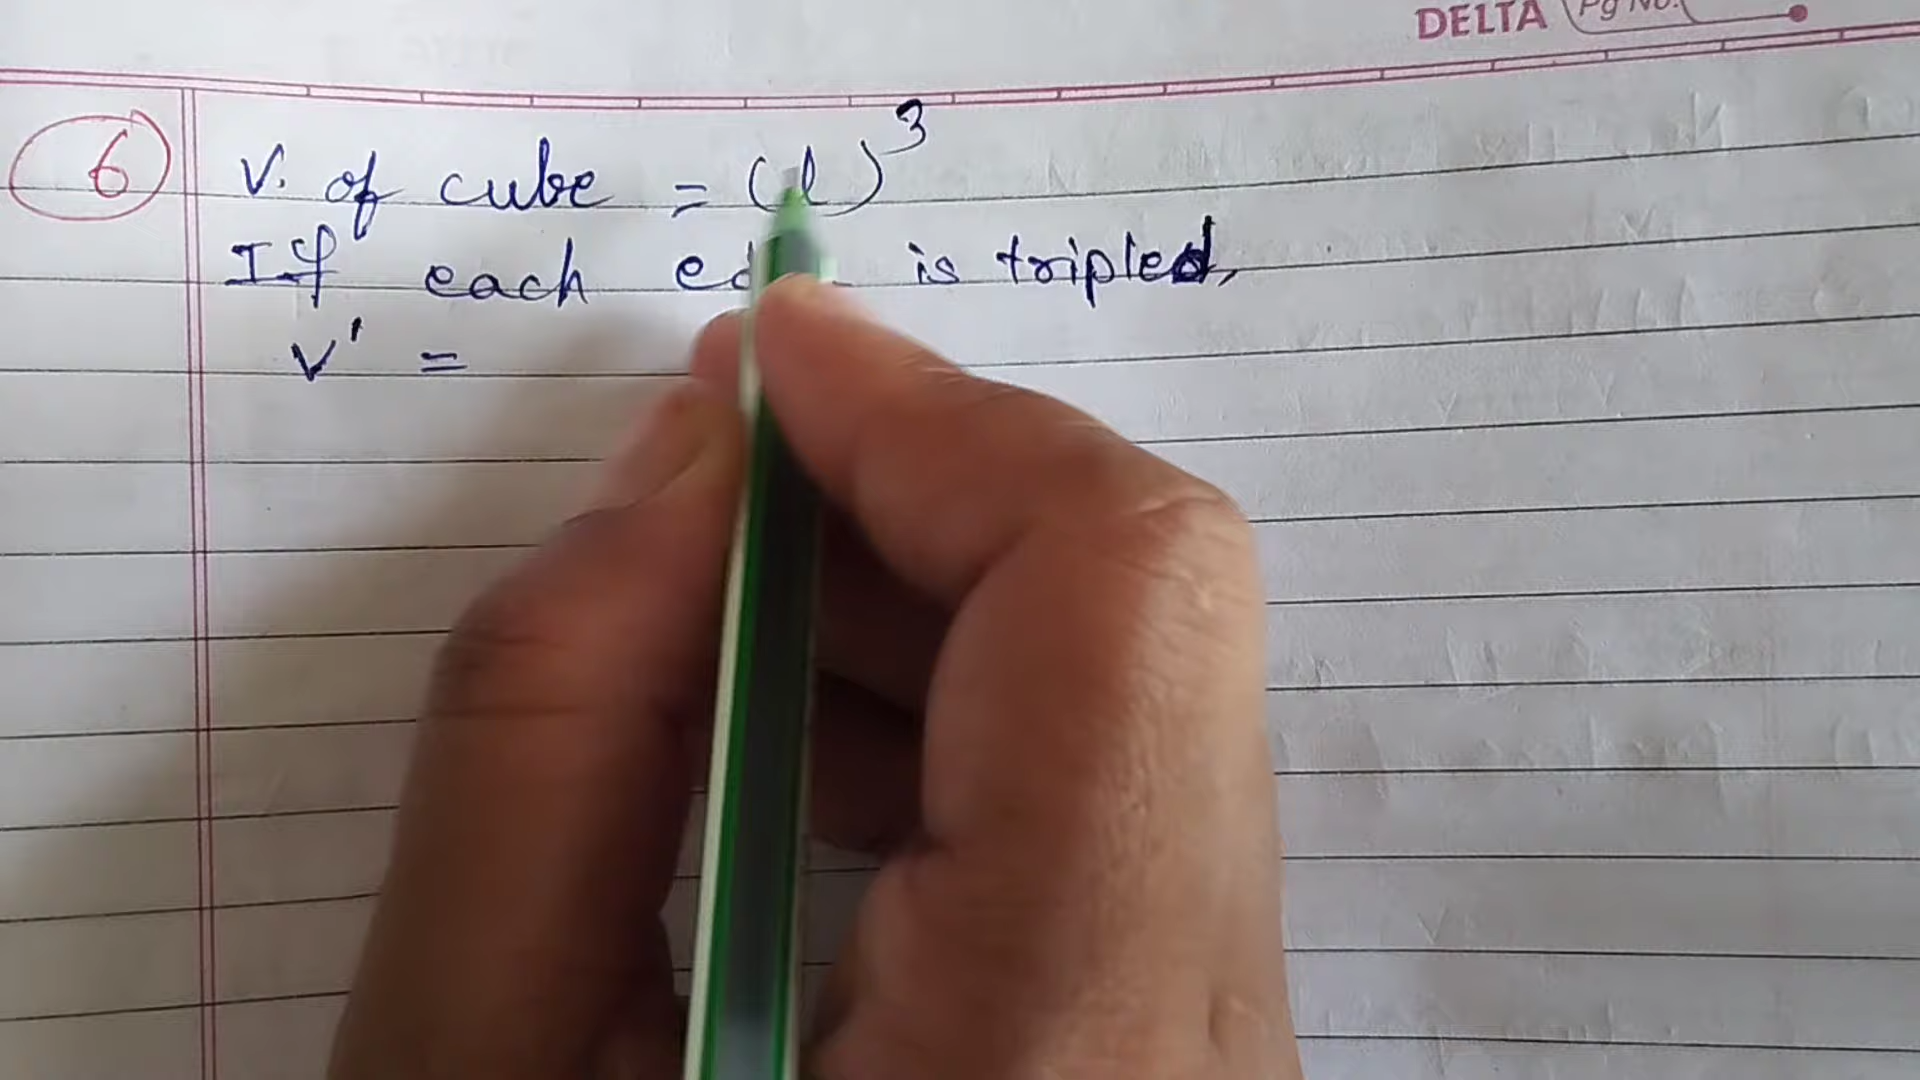 DELTA Pg No.
6 V. of cube = (l)³
If each is tripled,
V' =